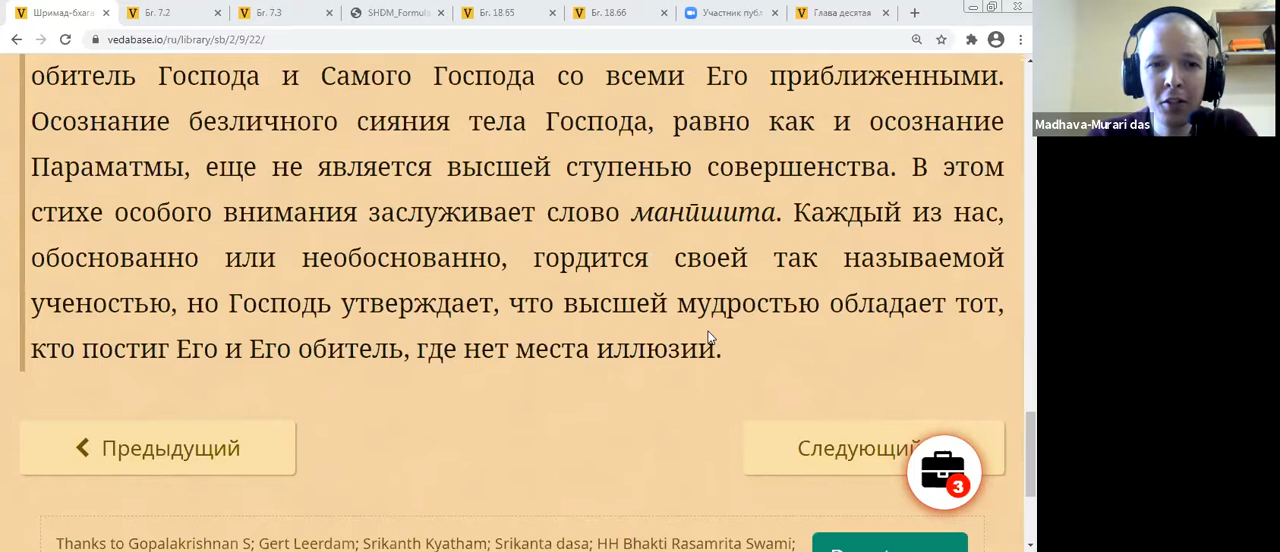 Шримад-бхага
Бг. 7.2
Бг. 7.3
SHDM_Formula
Бг. 18.65
Бг. 18.66
Участник публ
Глава десятая
vedabase.io/ru/library/sb/2/9/22/
обитель Господа и Самого Господа со всеми Его приближенными.
Осознание безличного сияния тела Господа, равно как и осознание
Параматмы, еще не является высшей ступенью совершенства. В этом
стихе особого внимания заслуживает слово манӣшита. Каждый из нас,
обоснованно или необоснованно, гордится своей так называемой
ученостью, но Господь утверждает, что высшей мудростью обладает тот,
кто постиг Его и Его обитель, где нет места иллюзии.
Предыдущий
Следующий
3
Thanks to Gopalakrishnan S; Gert Leerdam; Srikanth Kyatham; Srikanta dasa; HH Bhakti Rasamrita Swami;
Madhava-Murari das